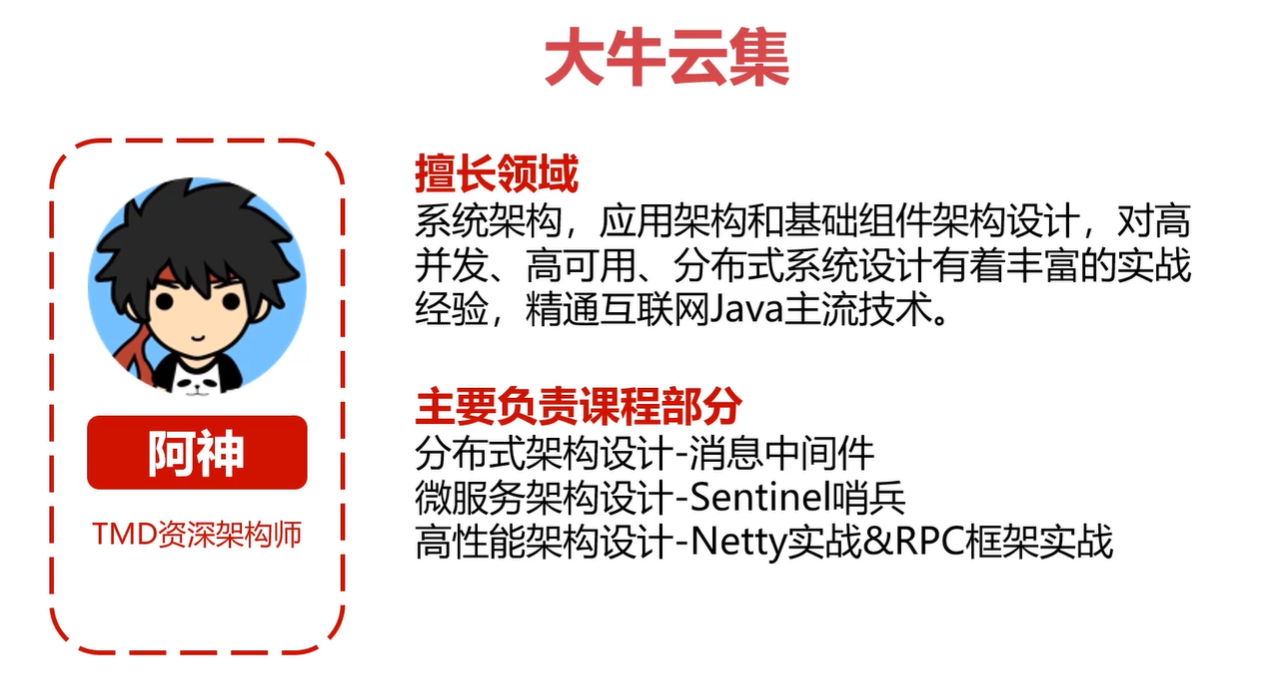 大牛云集
阿神
TMD资深架构师
擅长领域
系统架构，应用架构和基础组件架构设计，对高
并发、高可用、分布式系统设计有着丰富的实战
经验，精通互联网Java主流技术。
主要负责课程部分
分布式架构设计-消息中间件
微服务架构设计-Sentinel哨兵
高性能架构设计-Netty实战&RPC框架实战